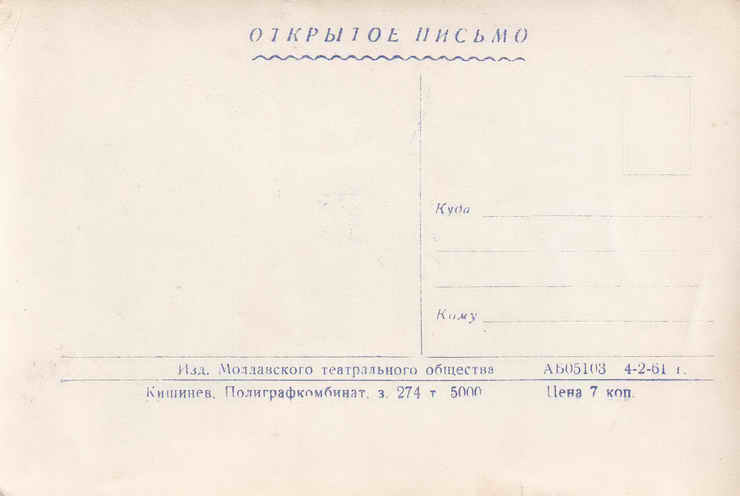 ОТКРЫТОЕ ПИСЬМО
Куда
Кому
Изд. Молдавского театрального общества АБ05103 4-2-61 г.
Кишинев, Полиграфкомбинат, з. 274 т 5000 Цена 7 коп.